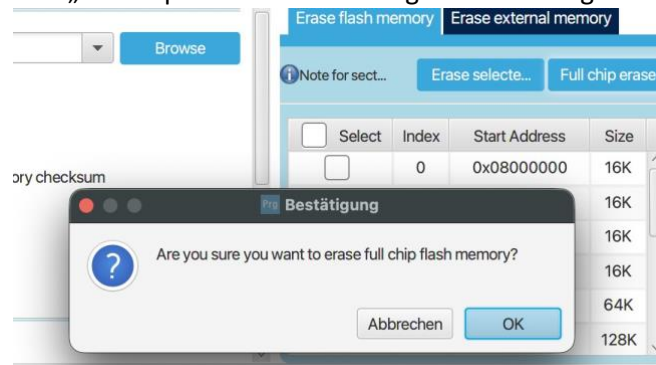 Erase flash memory Erase external memory
Browse
Note for sect... Erase selecte... Full chip erase
Select Index Start Address Size
0 0x08000000 16K
ory checksum
16K
Prg Bestätigung
16K
Are you sure you want to erase full chip flash memory?
16K
64K
Abbrechen OK
128K